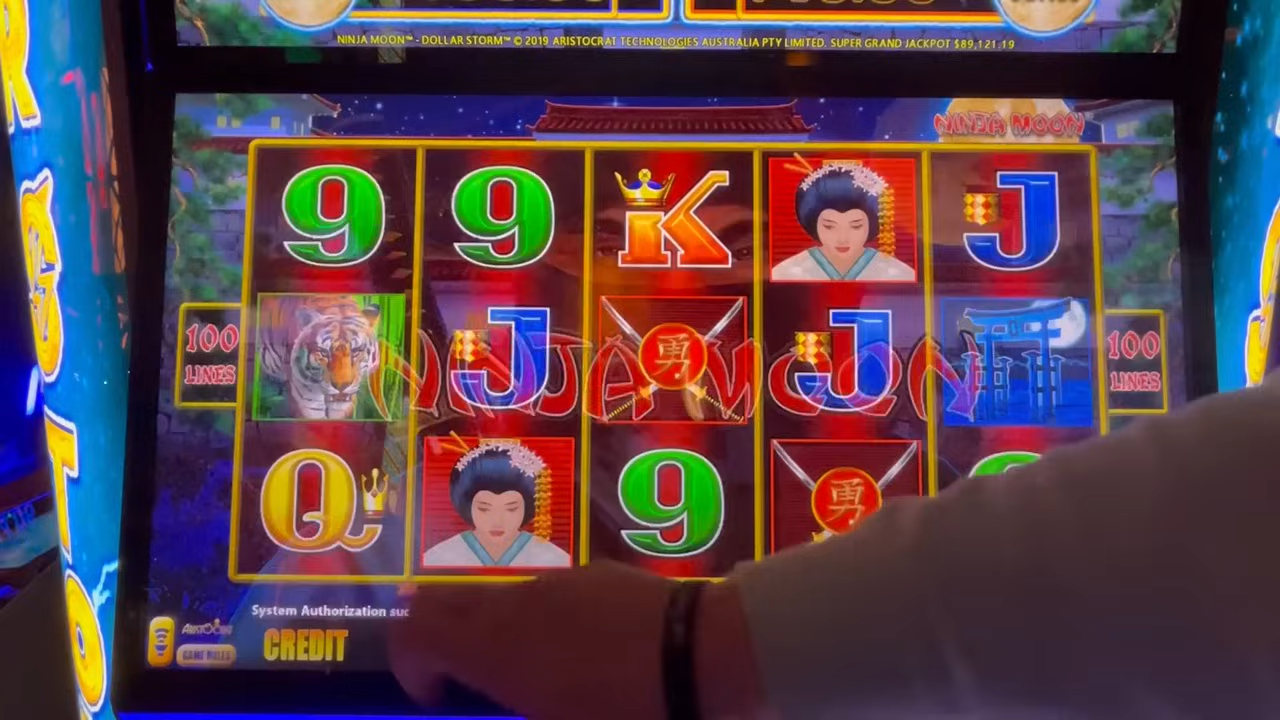 NINJA MOON™ - DOLLAR STORM™ © 2019 ARISTOCRAT TECHNOLOGIES AUSTRALIA PTY LIMITED. SUPER GRAND JACKPOT $89,121.19
NINJA MOON
9 9 K J
100 LINES
J 勇 J
NINJA MOON
100 LINES
Q 9 勇
System Authorization suc
ARISTOCRAT
GAME RULES
CREDIT